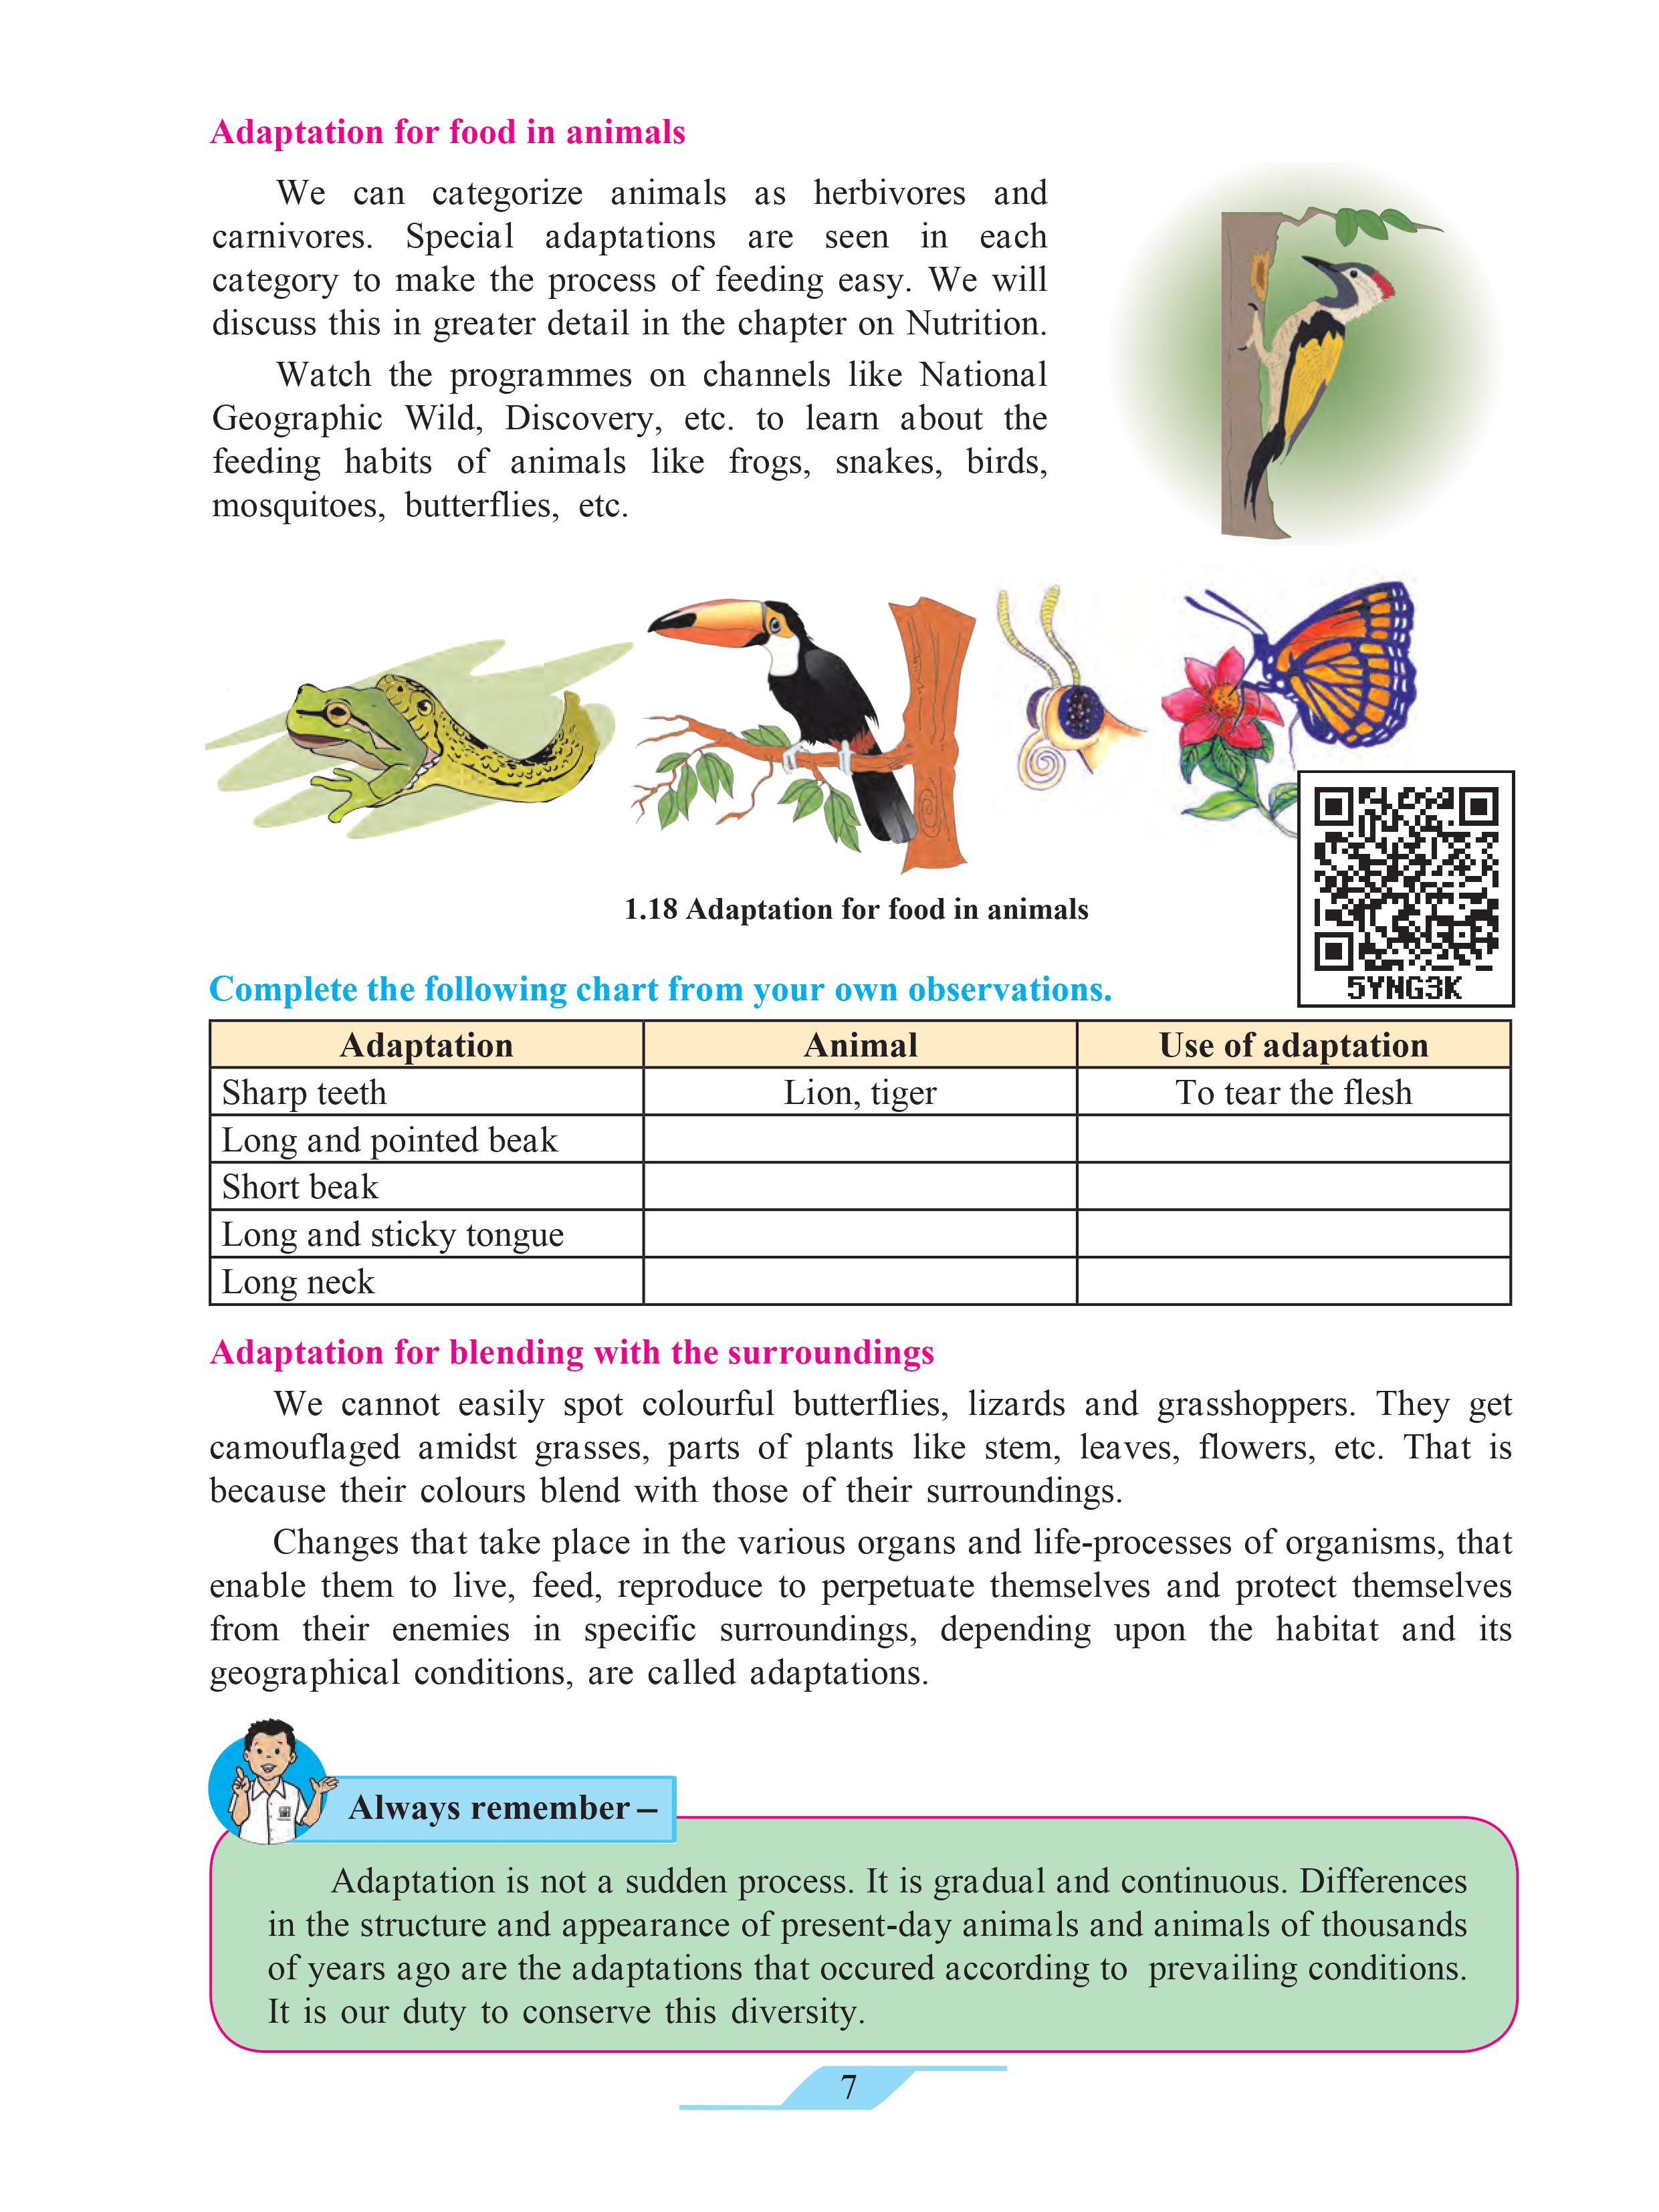 Adaptation for food in animals
We can categorize animals as herbivores and
carnivores. Special adaptations are seen in each
category to make the process of feeding easy. We will
discuss this in greater detail in the chapter on Nutrition.
Watch the programmes on channels like National
Geographic Wild, Discovery, etc. to learn about the
feeding habits of animals like frogs, snakes, birds,
mosquitoes, butterflies, etc.
1.18 Adaptation for food in animals
5YNG3K
Complete the following chart from your own observations.
Adaptation Animal Use of adaptation
Sharp teeth Lion, tiger To tear the flesh
Long and pointed beak
Short beak
Long and sticky tongue
Long neck
Adaptation for blending with the surroundings
We cannot easily spot colourful butterflies, lizards and grasshoppers. They get
camouflaged amidst grasses, parts of plants like stem, leaves, flowers, etc. That is
because their colours blend with those of their surroundings.
Changes that take place in the various organs and life-processes of organisms, that
enable them to live, feed, reproduce to perpetuate themselves and protect themselves
from their enemies in specific surroundings, depending upon the habitat and its
geographical conditions, are called adaptations.
Always remember –
Adaptation is not a sudden process. It is gradual and continuous. Differences
in the structure and appearance of present-day animals and animals of thousands
of years ago are the adaptations that occured according to prevailing conditions.
It is our duty to conserve this diversity.
7